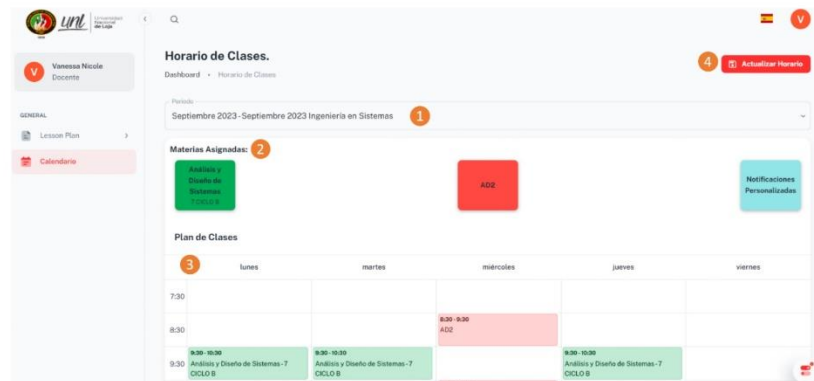 unl
Universidad
Nacional
de Loja
V
Horario de Clases.
Dashboard • Horario de Clases
4
Actualizar Horario
V
Vanessa Nicole
Docente
GENERAL
Lesson Plan
Calendario
Periodo
Septiembre 2023 - Septiembre 2023 Ingeniería en Sistemas
1
Materias Asignadas:
2
Análisis y
Diseño de
Sistemas
7 CICLO B
AD2
Notificaciones
Personalizadas
Plan de Clases
3
lunes martes miércoles jueves viernes
7:30
8:30
8:30 - 9:30
AD2
9:30
9:30 - 10:30
Análisis y Diseño de Sistemas - 7
CICLO B
9:30 - 10:30
Análisis y Diseño de Sistemas - 7
CICLO B
9:30 - 10:30
Análisis y Diseño de Sistemas - 7
CICLO B